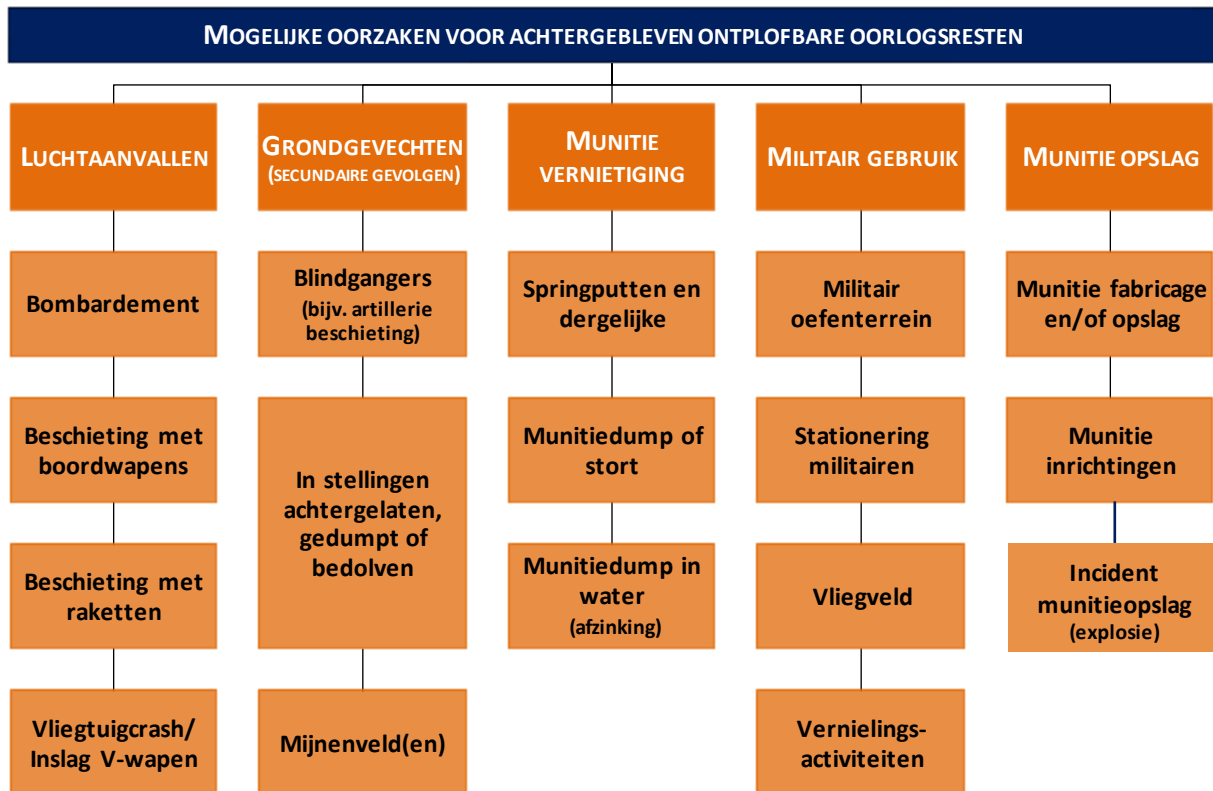 MOGELIJKE OORZAKEN VOOR ACHTERGEBLEVEN ONTPLOFBARE OORLOGSRESTEN
LUCHTAANVALLEN
Bombardement
Beschieting met
boordwapens
Beschieting met
raketten
Vliegtuigcrash/
Inslag V-wapen
GRONDGEVECHTEN
(SECUNDAIRE GEVOLGEN)
Blindgangers
(bijv. artillerie
beschieting)
In stellingen
achtergelaten,
gedumpt of
bedolven
Mijnenveld(en)
MUNITIE
VERNIETIGING
Springputten en
dergelijke
Munitiedump of
stort
Munitiedump in
water
(afzinking)
MILITAIR GEBRUIK
Militair
oefenterrein
Stationering
militairen
Vliegveld
Vernielings-
activiteiten
MUNITIE OPSLAG
Munitie fabricage
en/of opslag
Munitie
inrichtingen
Incident
munitieopslag
(explosie)